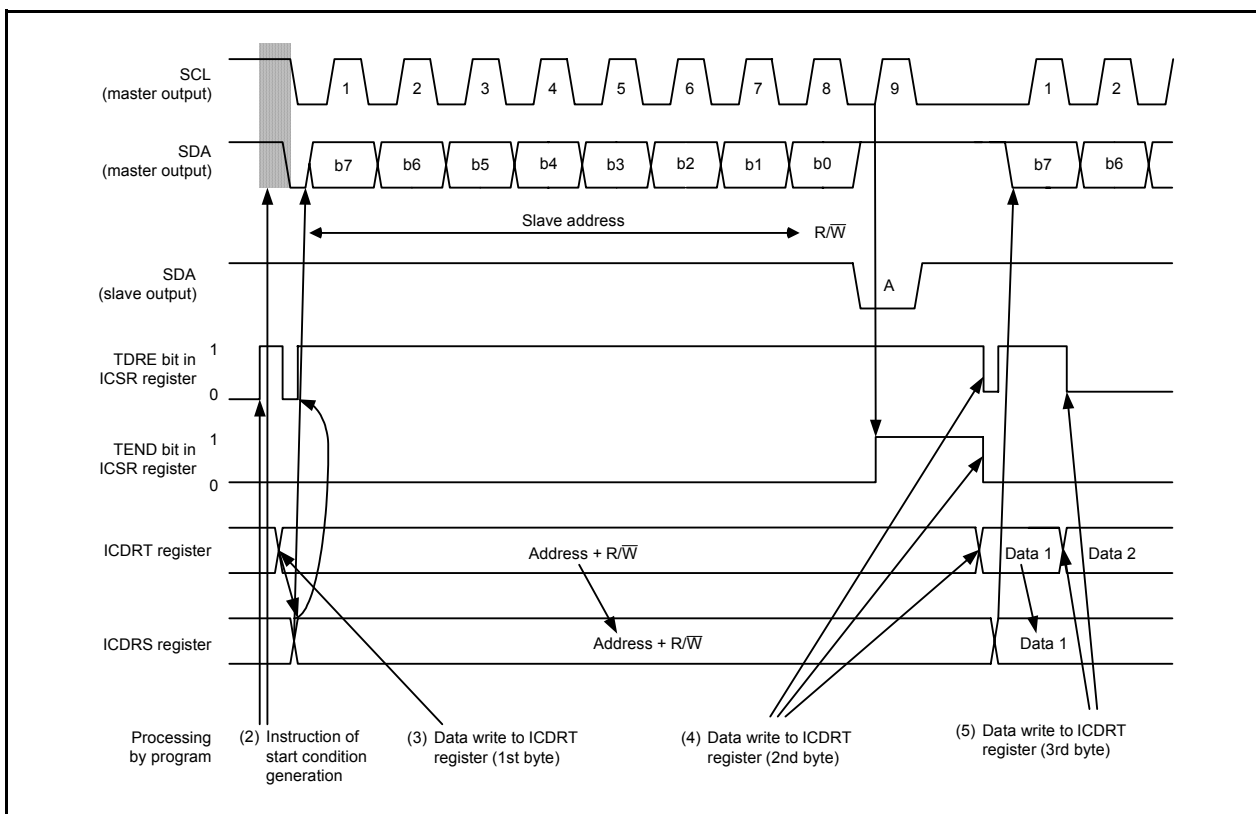 SCL
(master output)
1 2 3 4 5 6 7 8 9 1 2
SDA
(master output)
b7 b6 b5 b4 b3 b2 b1 b0 b7 b6
Slave address R/W̅
SDA
(slave output)
A
TDRE bit in
ICSR register
1
0
TEND bit in
ICSR register
1
0
ICDRT register
Address + R/W̅ Data 1 Data 2
ICDRS register
Address + R/W̅ Data 1
Processing
by program
(2) Instruction of
start condition
generation
(3) Data write to ICDRT
register (1st byte)
(4) Data write to ICDRT
register (2nd byte)
(5) Data write to ICDRT
register (3rd byte)